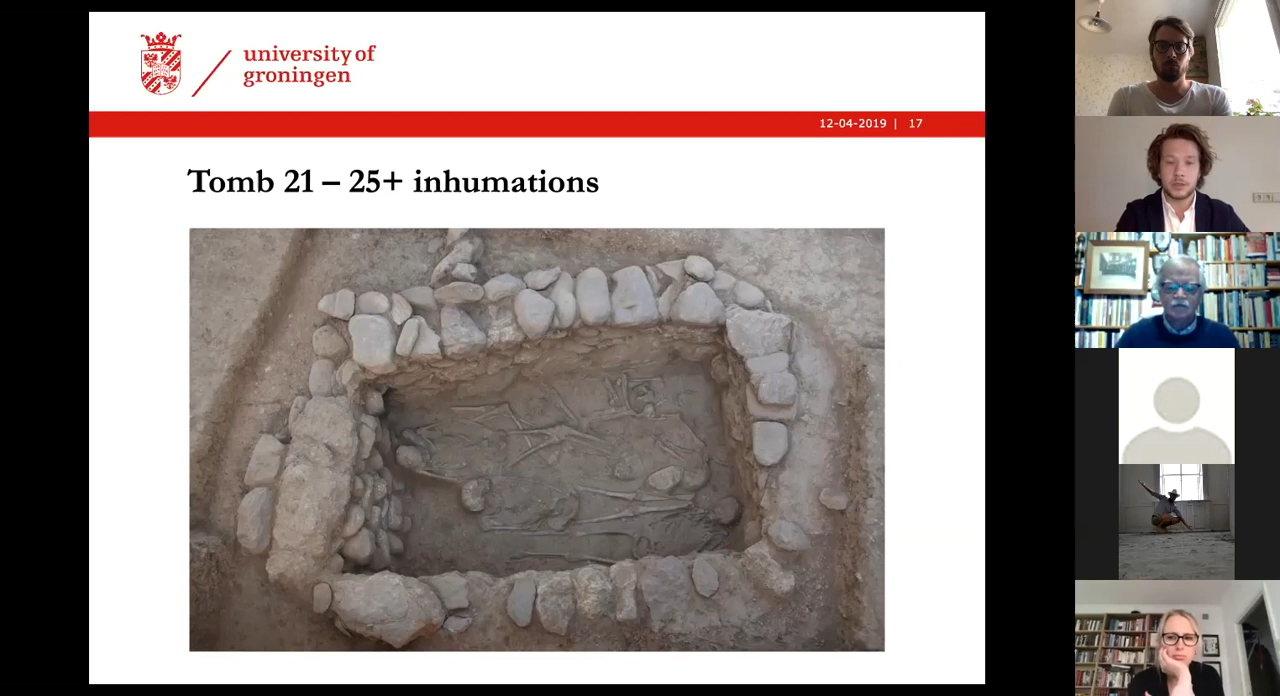 university of
groningen
12-04-2019 | 17
Tomb 21 – 25+ inhumations